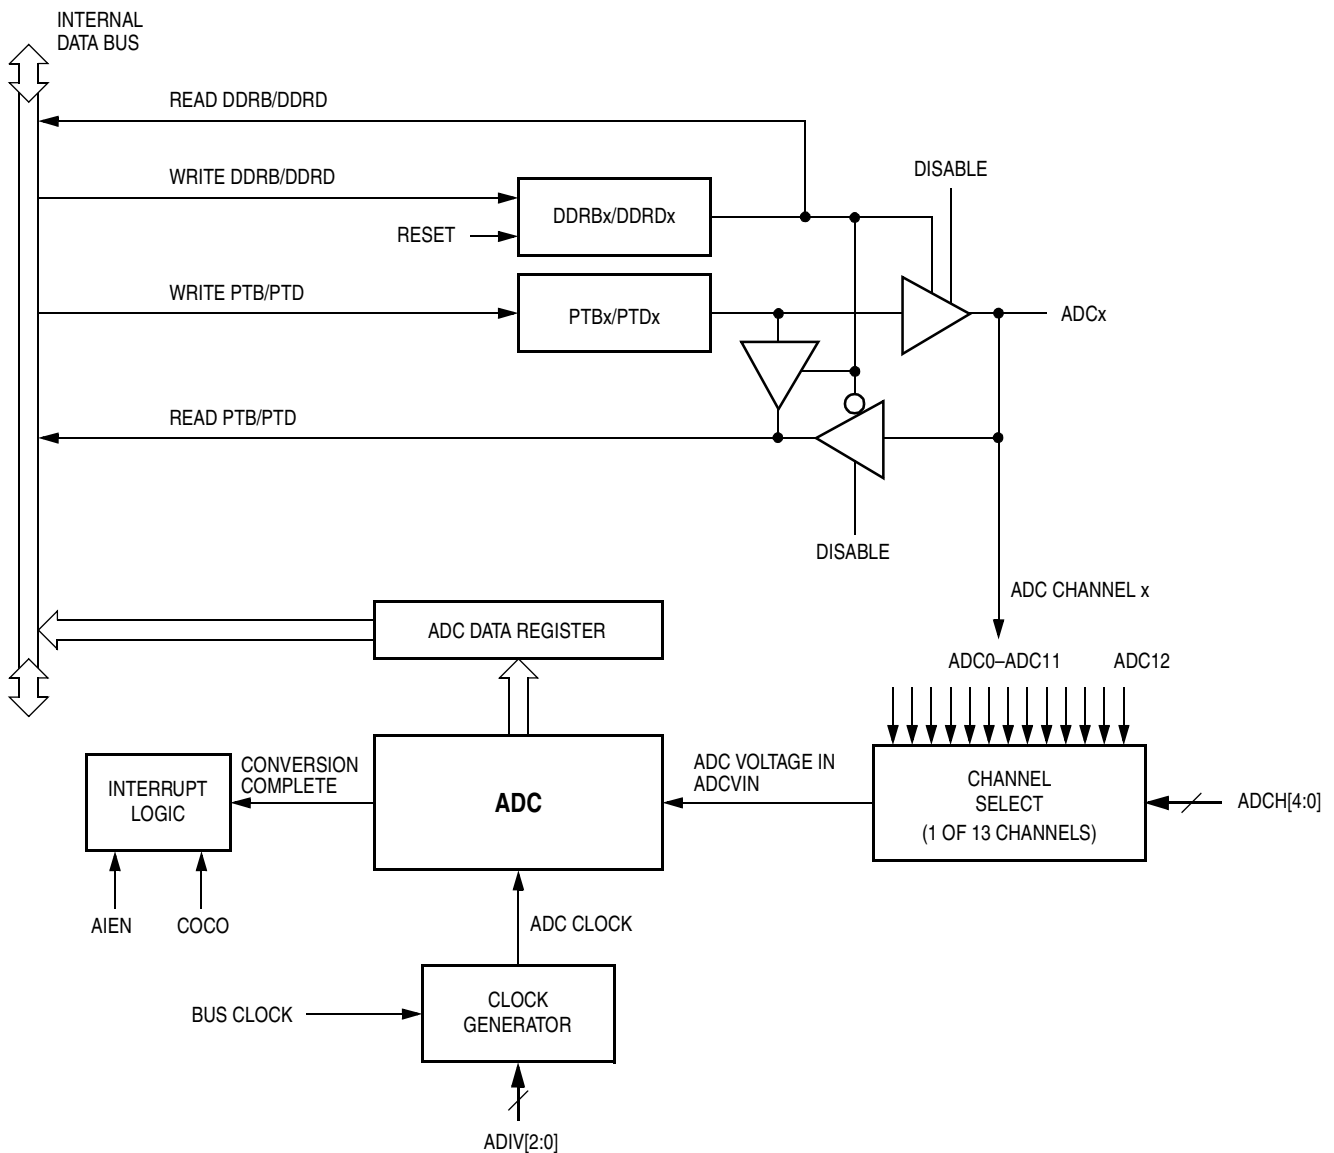 INTERNAL
DATA BUS
READ DDRB/DDRD
WRITE DDRB/DDRD
DISABLE
DDRBx/DDRDx
RESET
WRITE PTB/PTD
PTBx/PTDx
ADCx
READ PTB/PTD
DISABLE
ADC CHANNEL x
ADC DATA REGISTER
ADC0–ADC11
ADC12
CONVERSION
COMPLETE
INTERRUPT
LOGIC
ADC
ADC VOLTAGE IN
ADCVIN
CHANNEL
SELECT
(1 OF 13 CHANNELS)
ADCH[4:0]
AIEN
COCO
ADC CLOCK
BUS CLOCK
CLOCK
GENERATOR
ADIV[2:0]